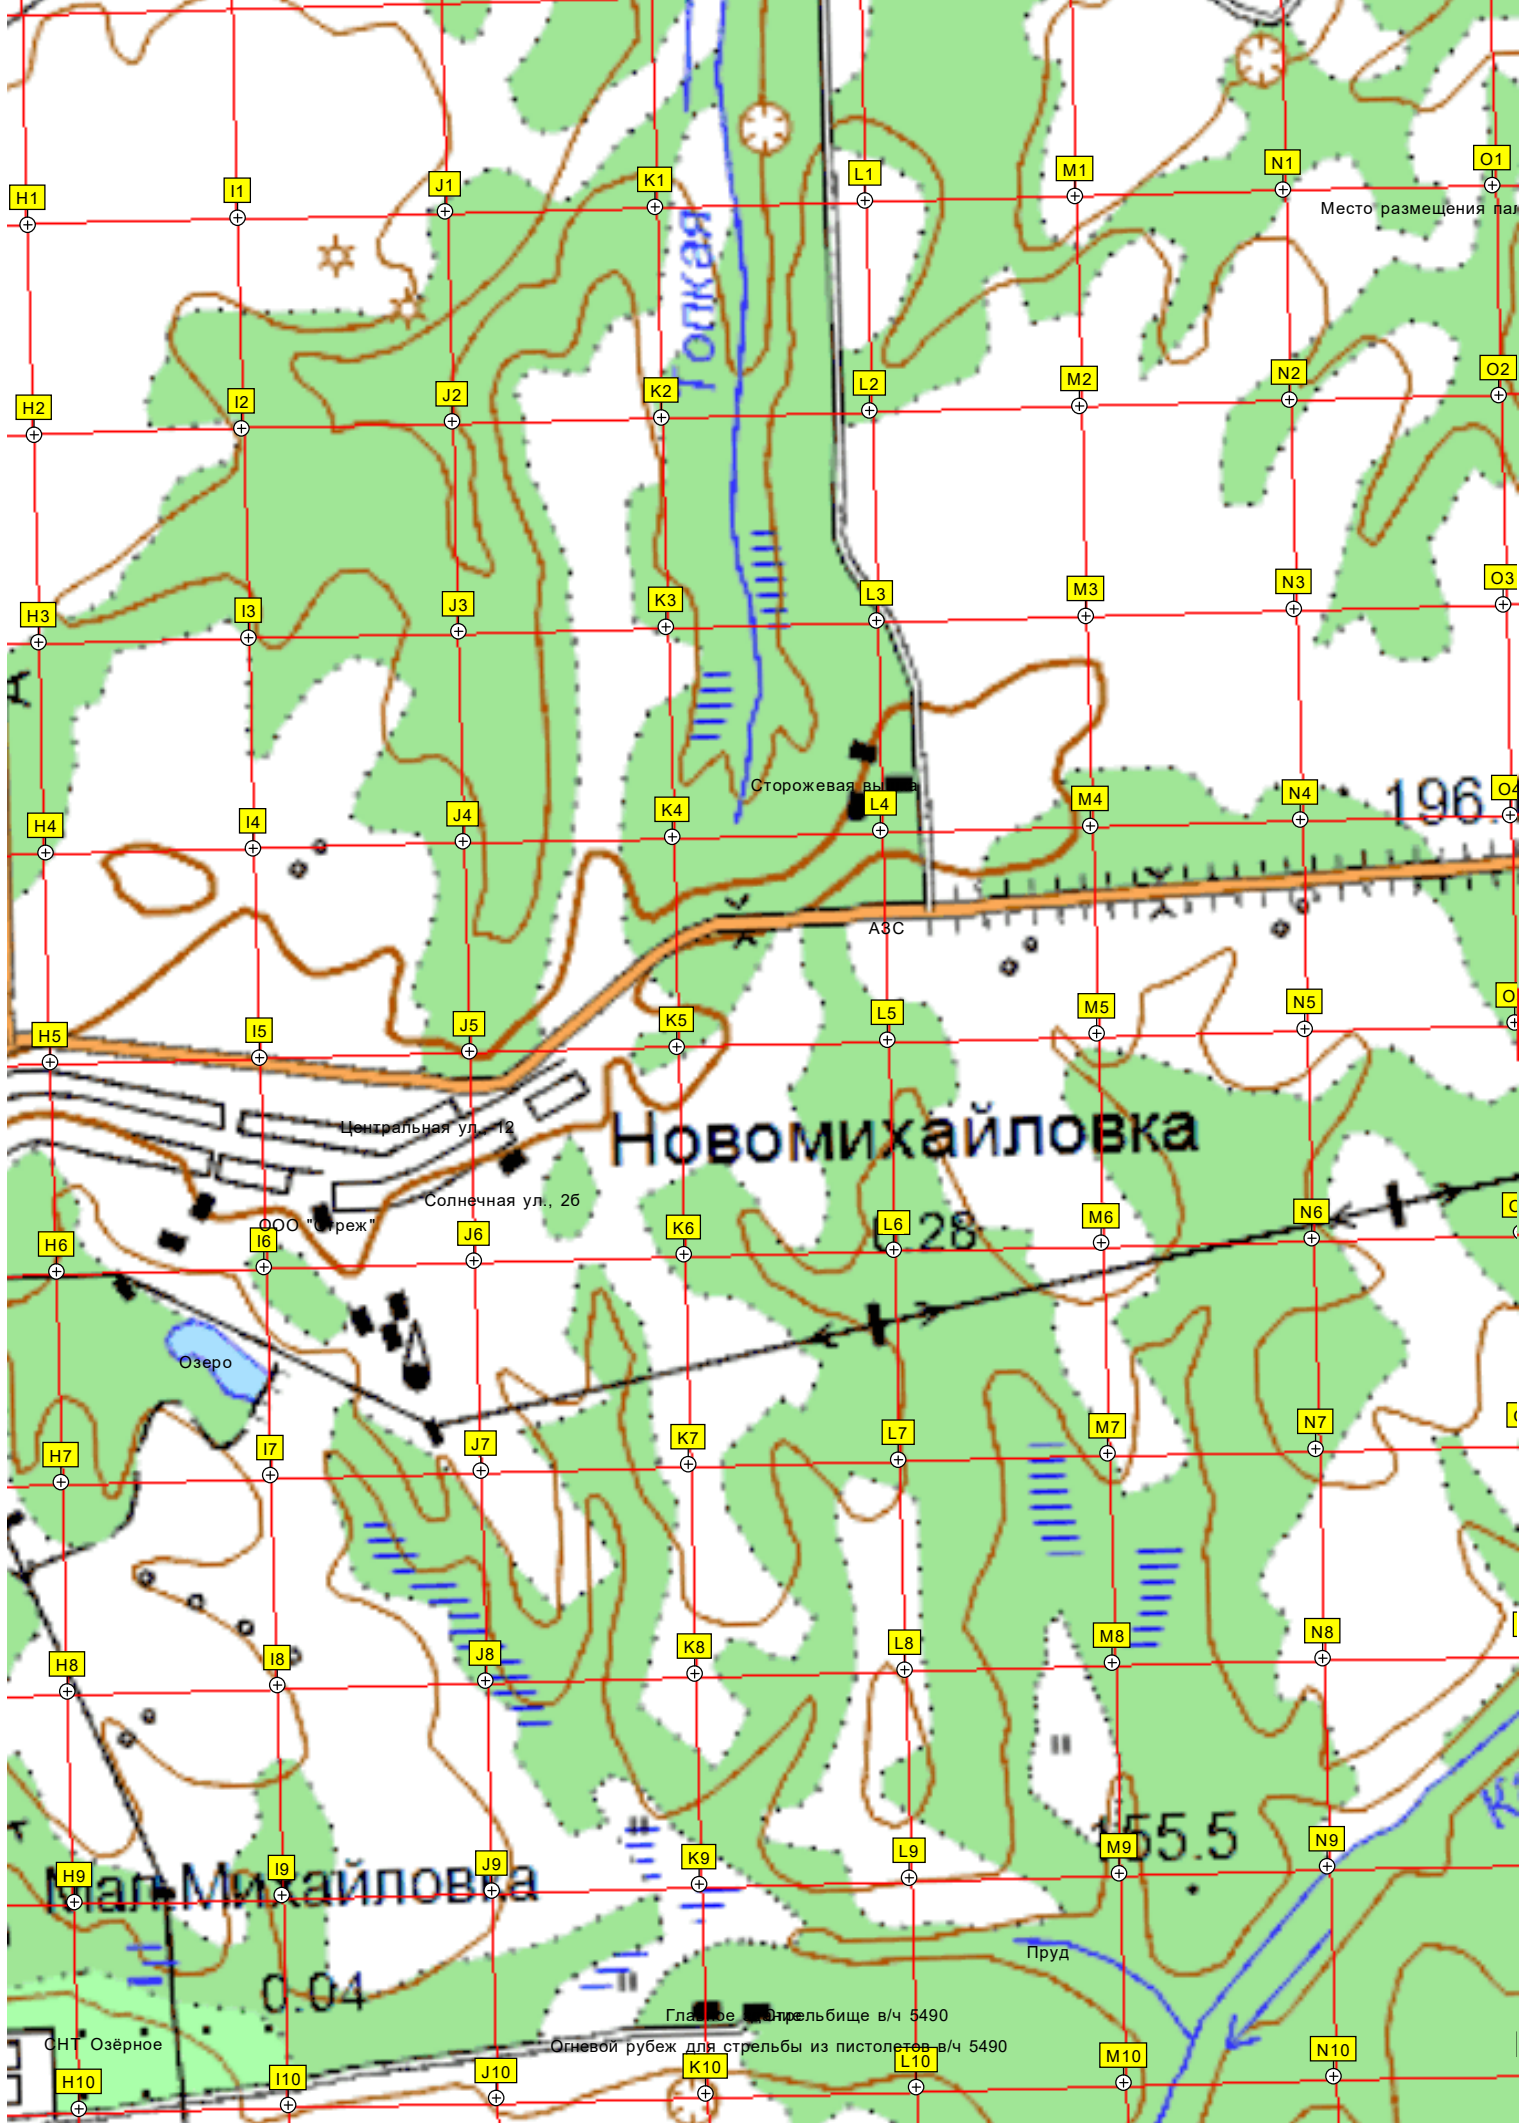 H1 I1 J1 K1 L1 M1 N1 O1
Место размещения
Топкая
H2 I2 J2 K2 L2 M2 N2 O2
H3 I3 J3 K3 L3 M3 N3 O3
Сторожевая
H4 I4 J4 K4 L4 M4 N4 O4
196.
АЗС
H5 I5 J5 K5 L5 M5 N5 O
Центральная ул., 12
Новомихайловка
Солнечная ул., 2б
ООО "Стреж"
H6 I6 J6 K6 L6 M6 N6
0.28
Озеро
H7 I7 J7 K7 L7 M7 N7
H8 I8 J8 K8 L8 M8 N8
155.5
H9 I9 J9 K9 L9 M9 N9
Мал.Михайловка
Пруд
0.04
Главное здание
Стрельбище в/ч 5490
СНТ Озёрное
Огневой рубеж для стрельбы из пистолетов в/ч 5490
H10 I10 J10 K10 L10 M10 N10